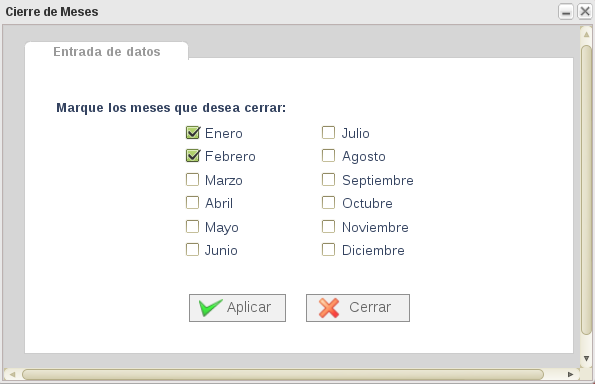 Cierre de Meses
Entrada de datos
Marque los meses que desea cerrar:
Enero
Julio
Febrero
Agosto
Marzo
Septiembre
Abril
Octubre
Mayo
Noviembre
Junio
Diciembre
Aplicar
Cerrar